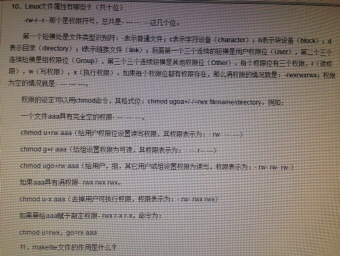 10、Linux文件属性有哪些？（共十位）
-rw-r--r--那个是权限符号，总共是- --- --- ---这几个位。
第一个短横处是文件类型识别符：-表示普通文件；c表示字符设备（character）；b表示块设备（block）；d
表示目录（directory）；l表示链接文件（link）；后面第一个三个连续的短横是用户权限位（User），第二个三个
连续短横是组权限位（Group），第三个三个连续短横是其他权限位（Other）。每个权限位有三个权限，r（读权
限），w（写权限），x（执行权限）。如果每个权限位都有权限存在，那么满权限的情况就是：-rwxrwxrwx；权限
为空的情况就是- --- --- ---。
权限的设定可以用chmod命令，其格式位：chmod ugoa+/-/=rwx filename/directory。例如：
一个文件aaa具有完全空的权限- --- --- ---。
chmod u+rw aaa（给用户权限位设置读写权限，其权限表示为：- rw- --- ---）
chmod g+r aaa（给组设置权限为可读，其权限表示为：- --- r-- ---）
chmod ugo+rw aaa（给用户，组，其它用户或组设置权限为读写，权限表示为：- rw- rw- rw-）
如果aaa具有满权限- rwx rwx rwx。
chmod u-x aaa（去掉用户可执行权限，权限表示为：- rw- rwx rwx）
如果要给aaa赋予制定权限- rwx r-x r-x，命令为：
chmod u=rwx，go=rx aaa
11、makefile文件的作用是什么？